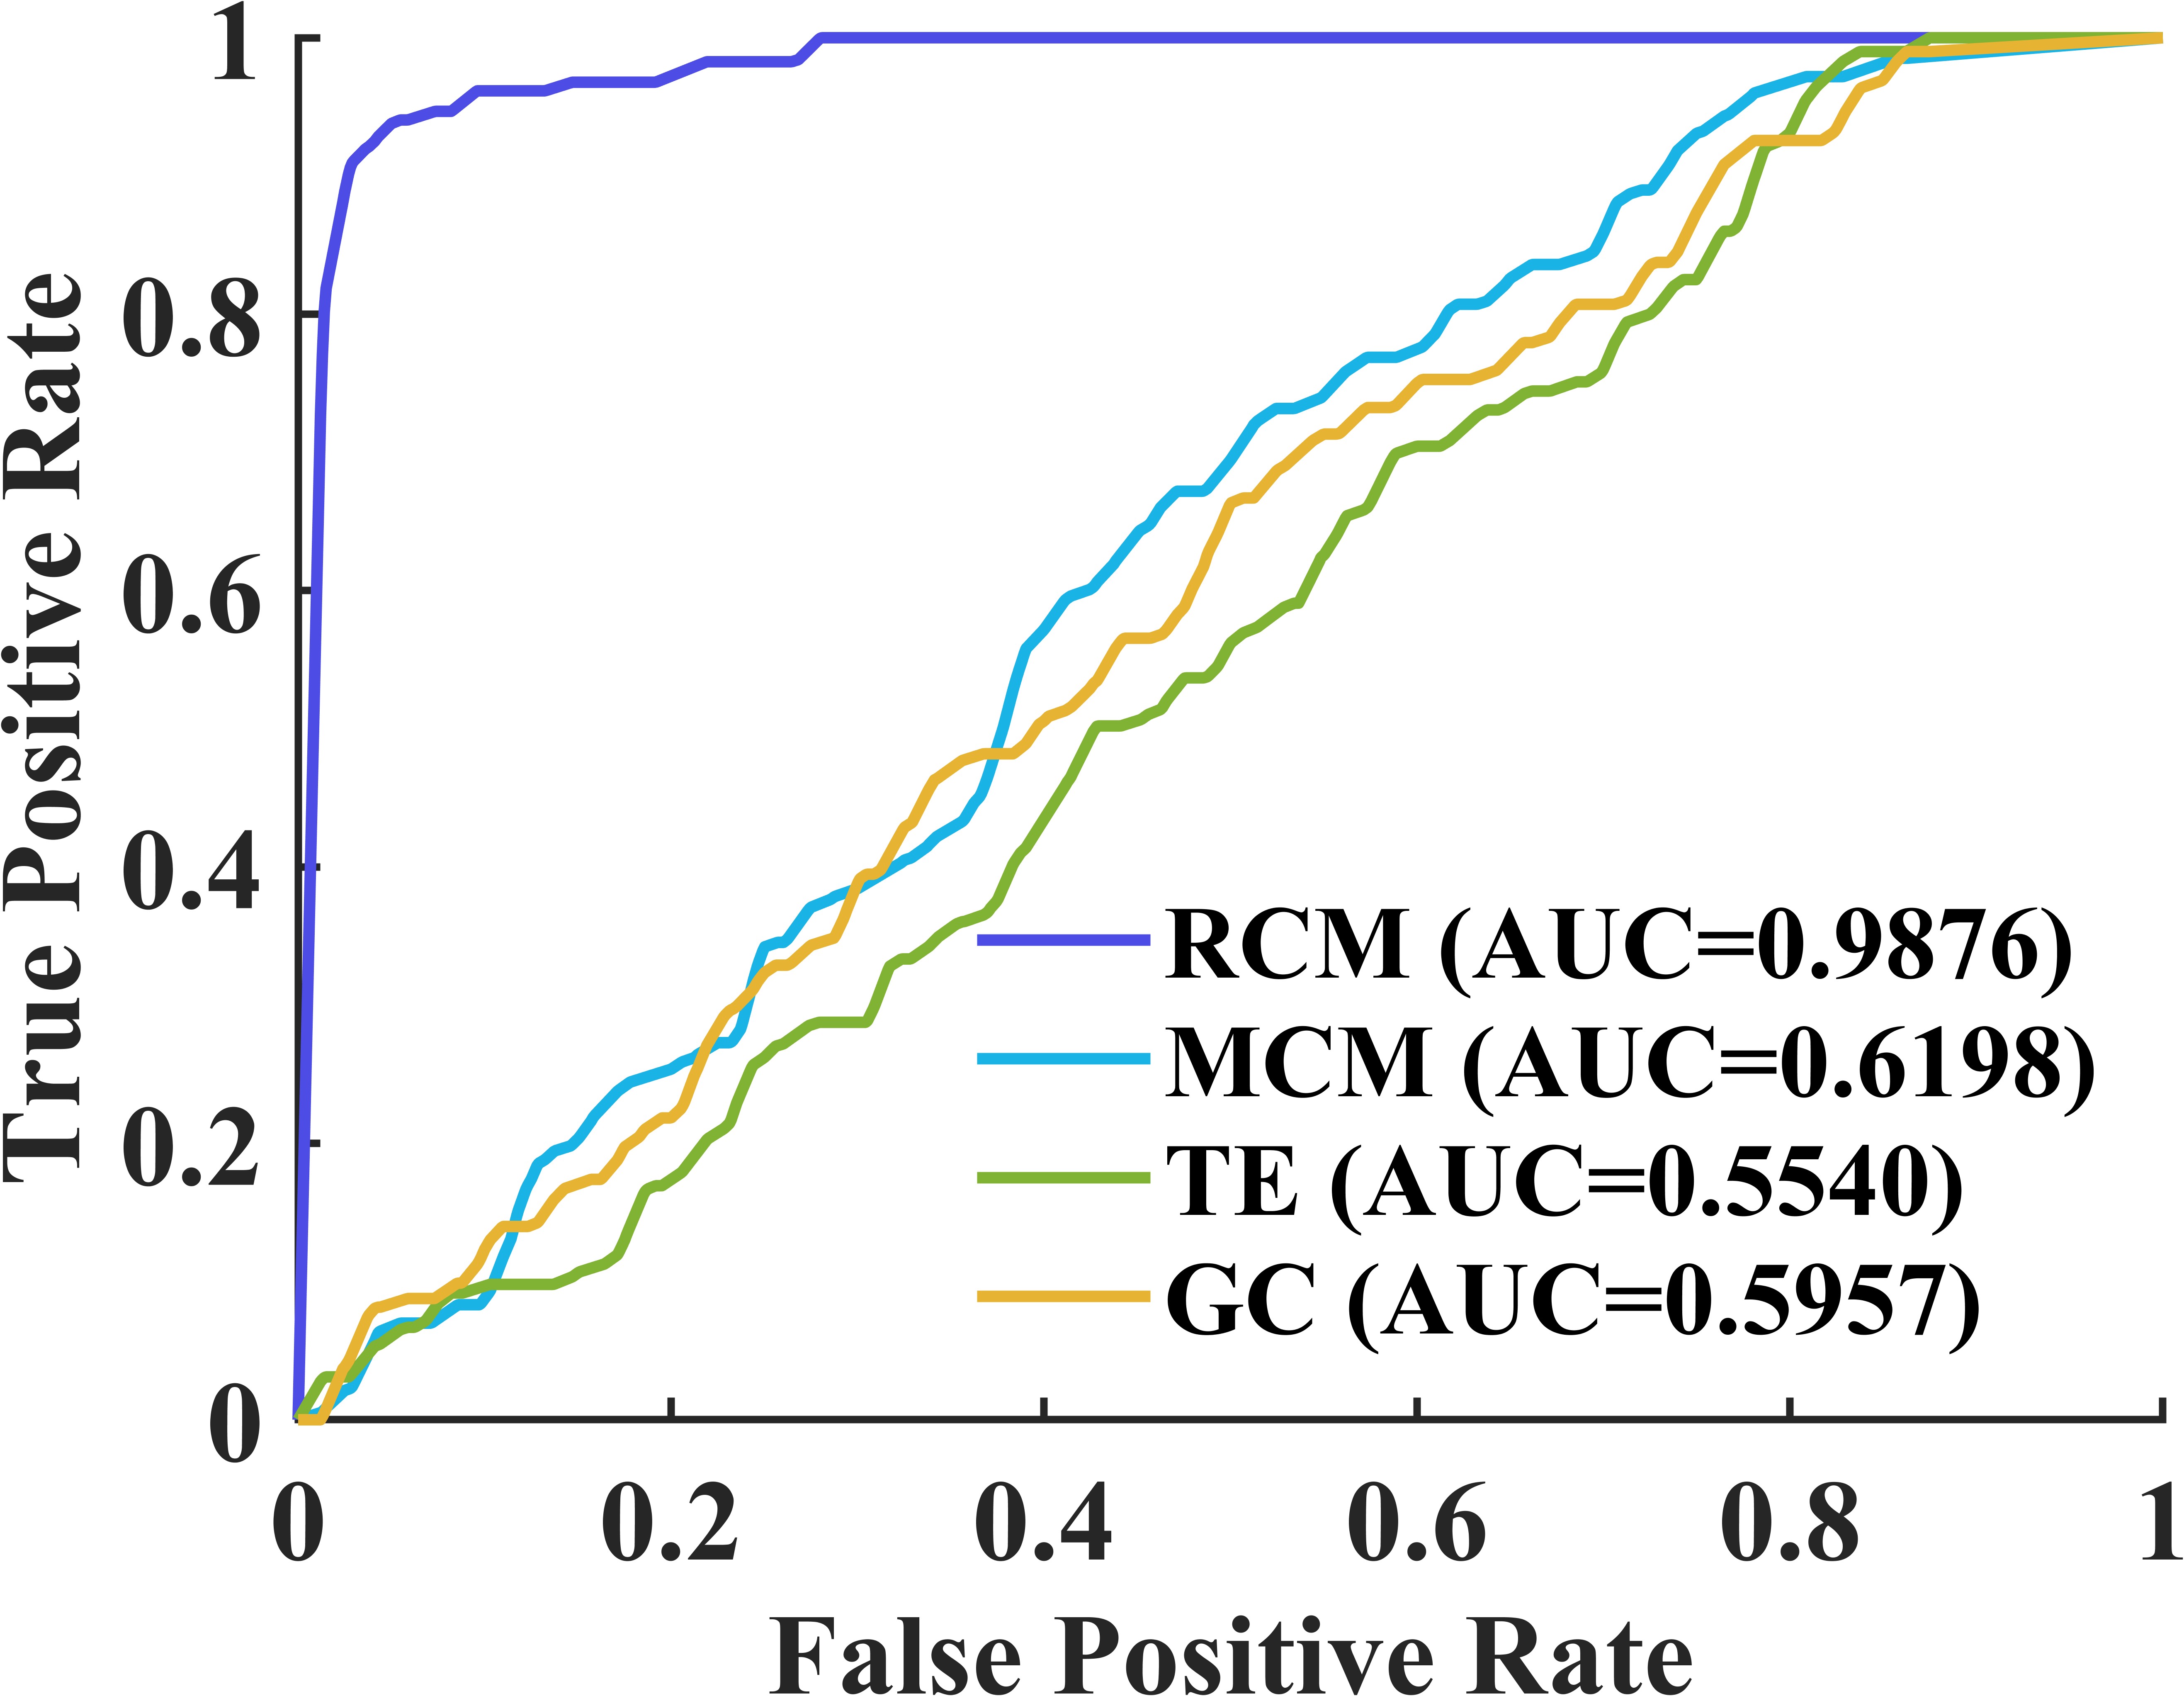 True Positive Rate
1
0.8
0.6
0.4
0.2
0
RCM (AUC=0.9876)
MCM (AUC=0.6198)
TE (AUC=0.5540)
GC (AUC=0.5957)
0 0.2 0.4 0.6 0.8 1
False Positive Rate